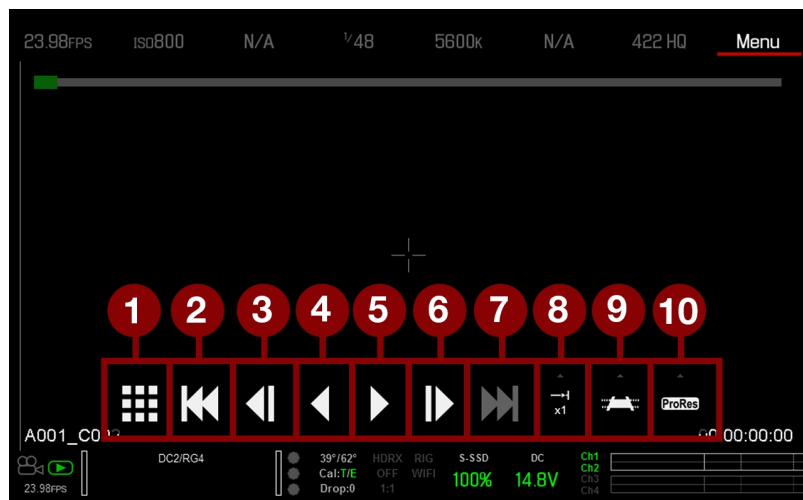 23.98FPS ISO800 N/A 1/48 5600K N/A 422 HQ Menu
1 2 3 4 5 6 7 8 9 10
x1 ProRes
A001_C0 :00:00:00
DC2/RG4 39°/62° HDRX RIG S-SSD DC Ch1
Cal:T/E OFF WIFI 100% 14.8V Ch2
23.98FPS Drop:0 1:1 Ch3
Ch4